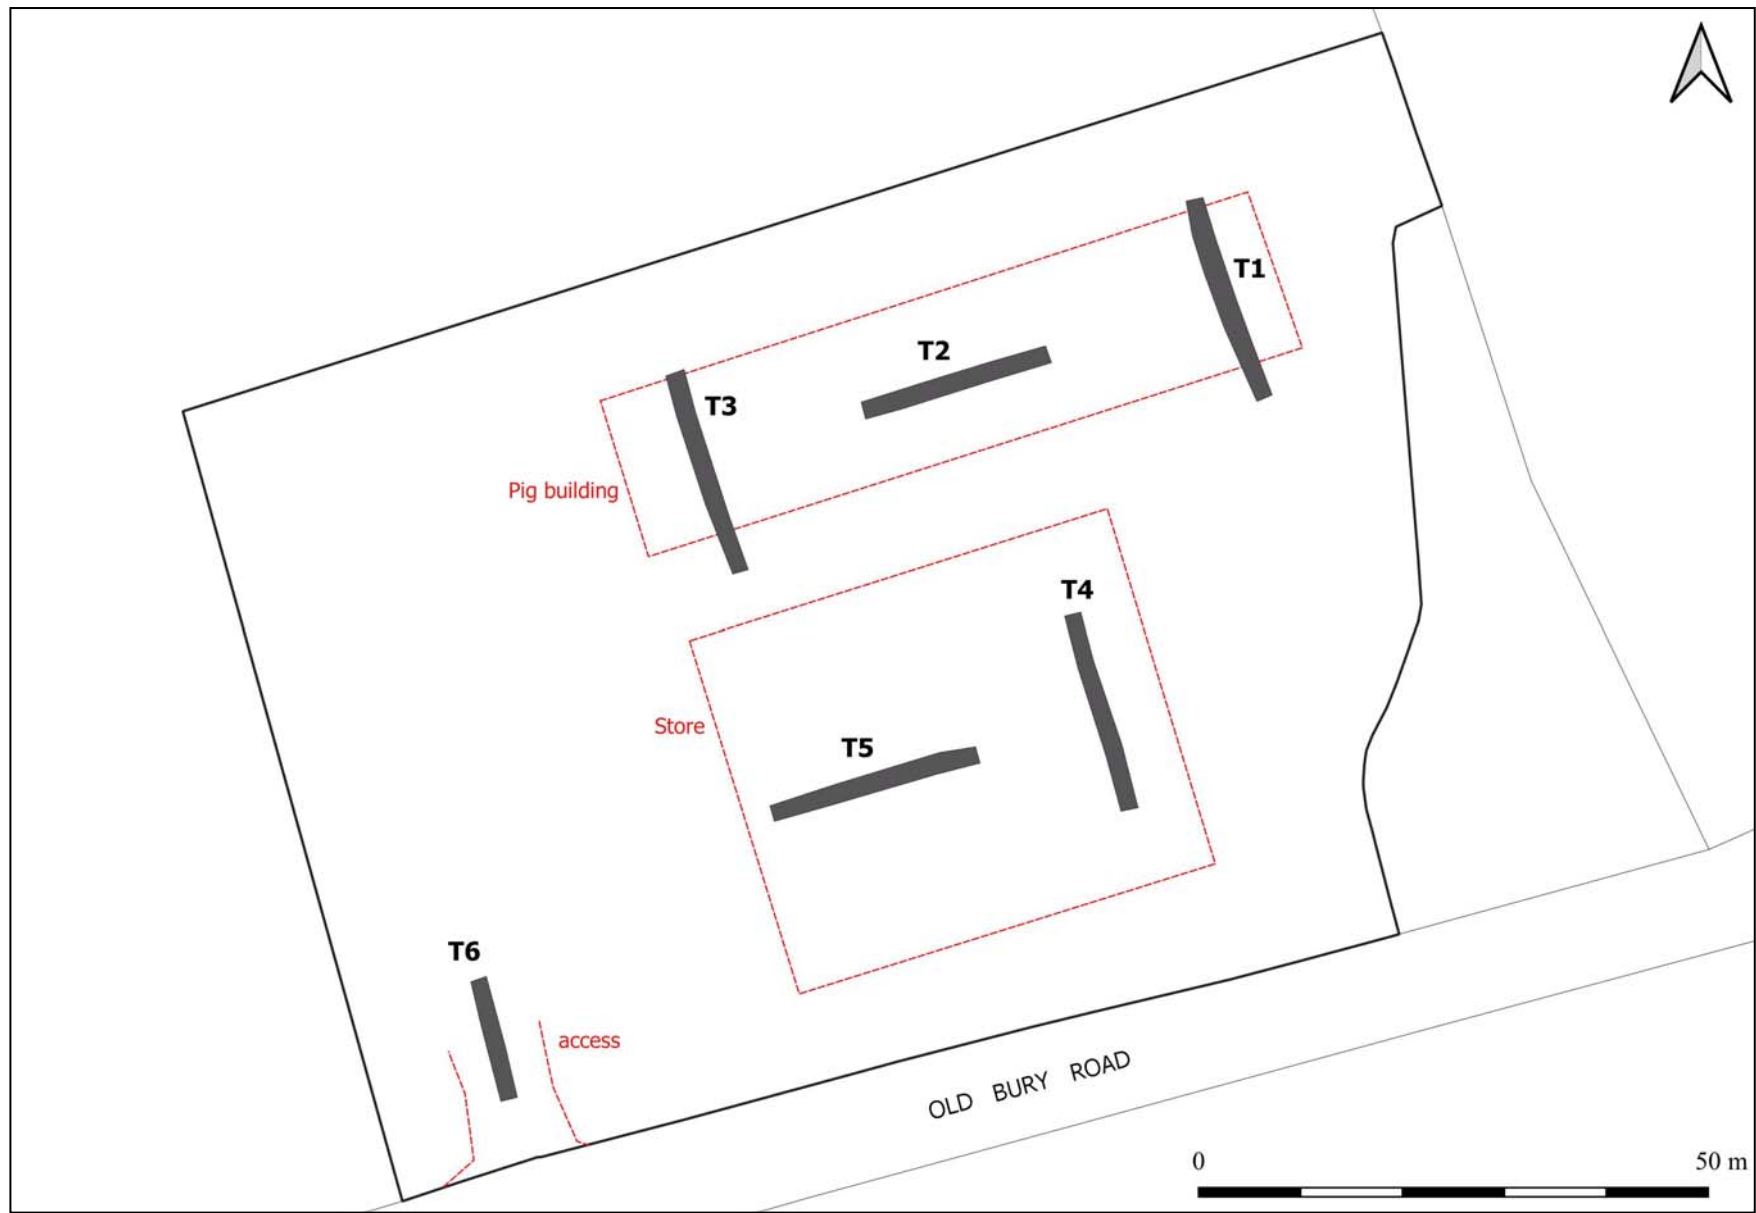 T1
T2
T3
Pig building
T4
Store
T5
T6
access
OLD BURY ROAD
0 50 m